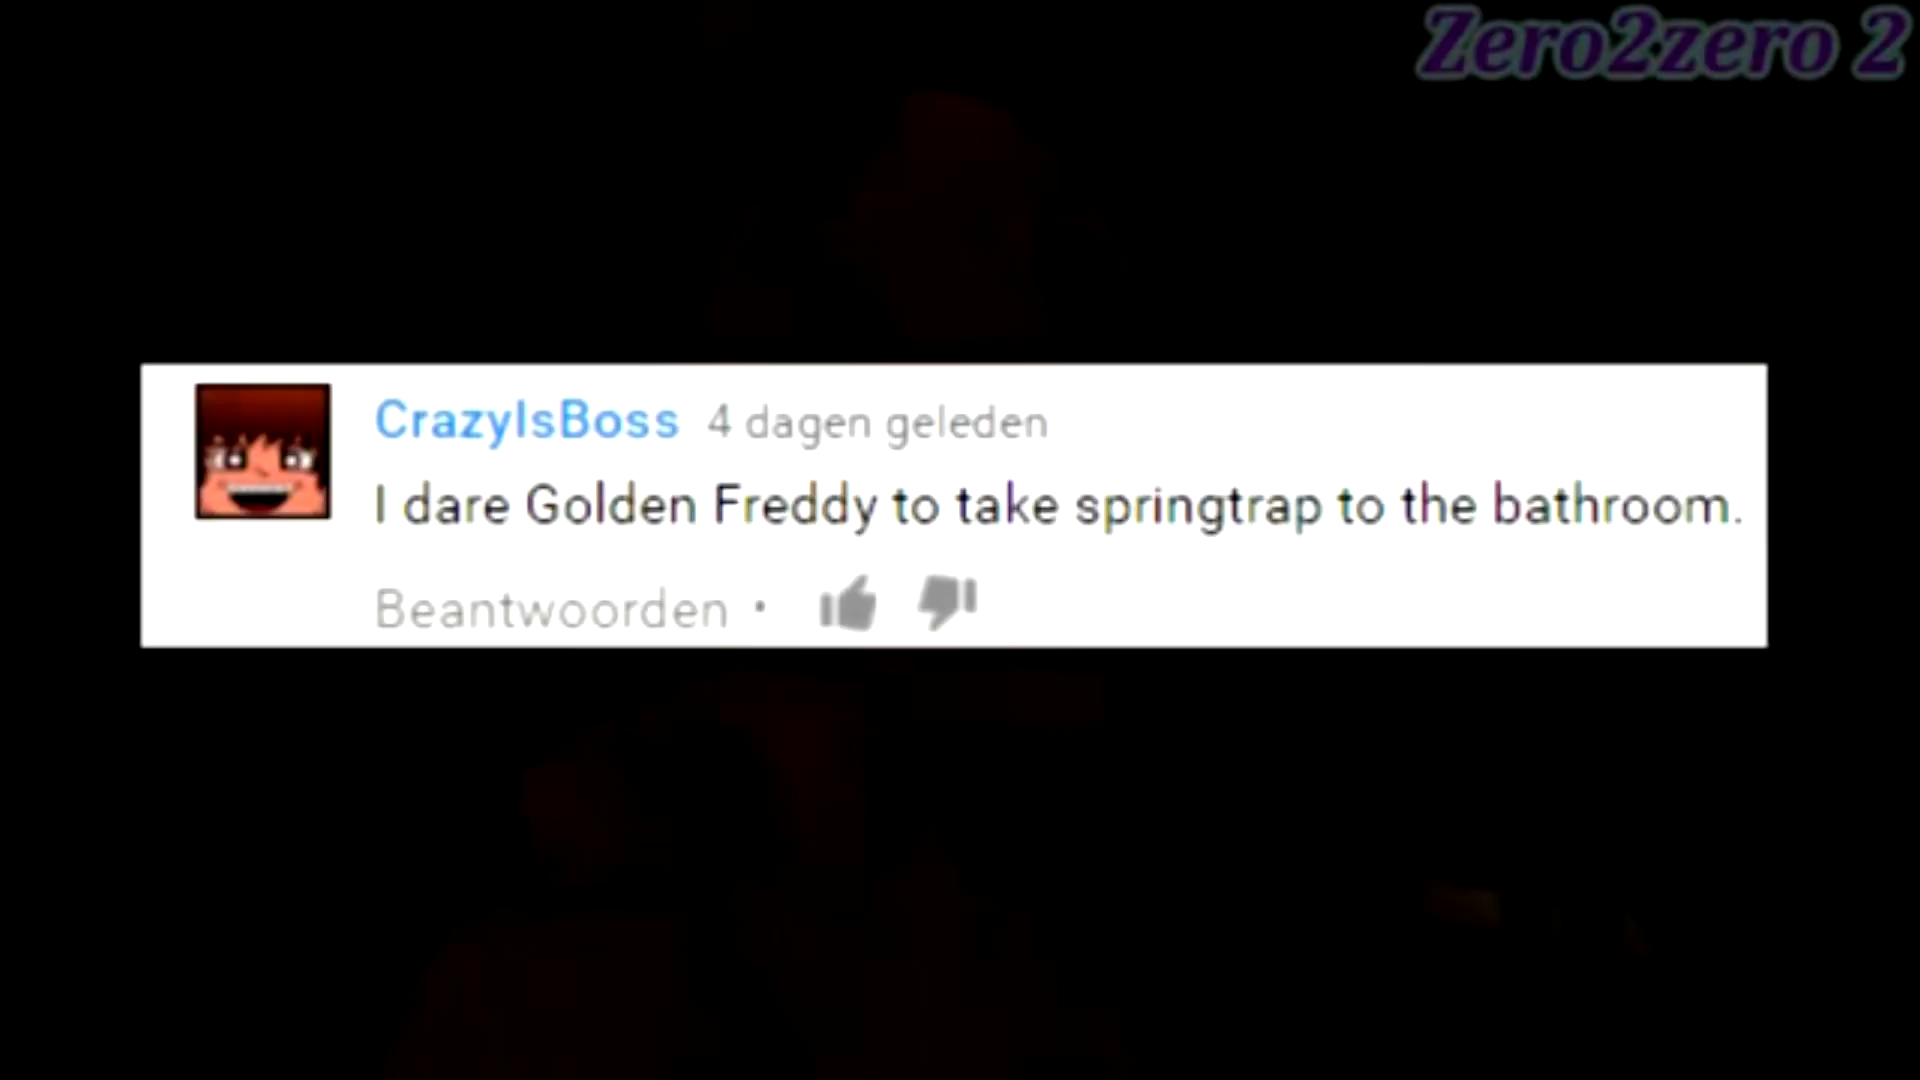 Zero2zero 2
CrazyIsBoss 4 dagen geleden
I dare Golden Freddy to take springtrap to the bathroom.
Beantwoorden •